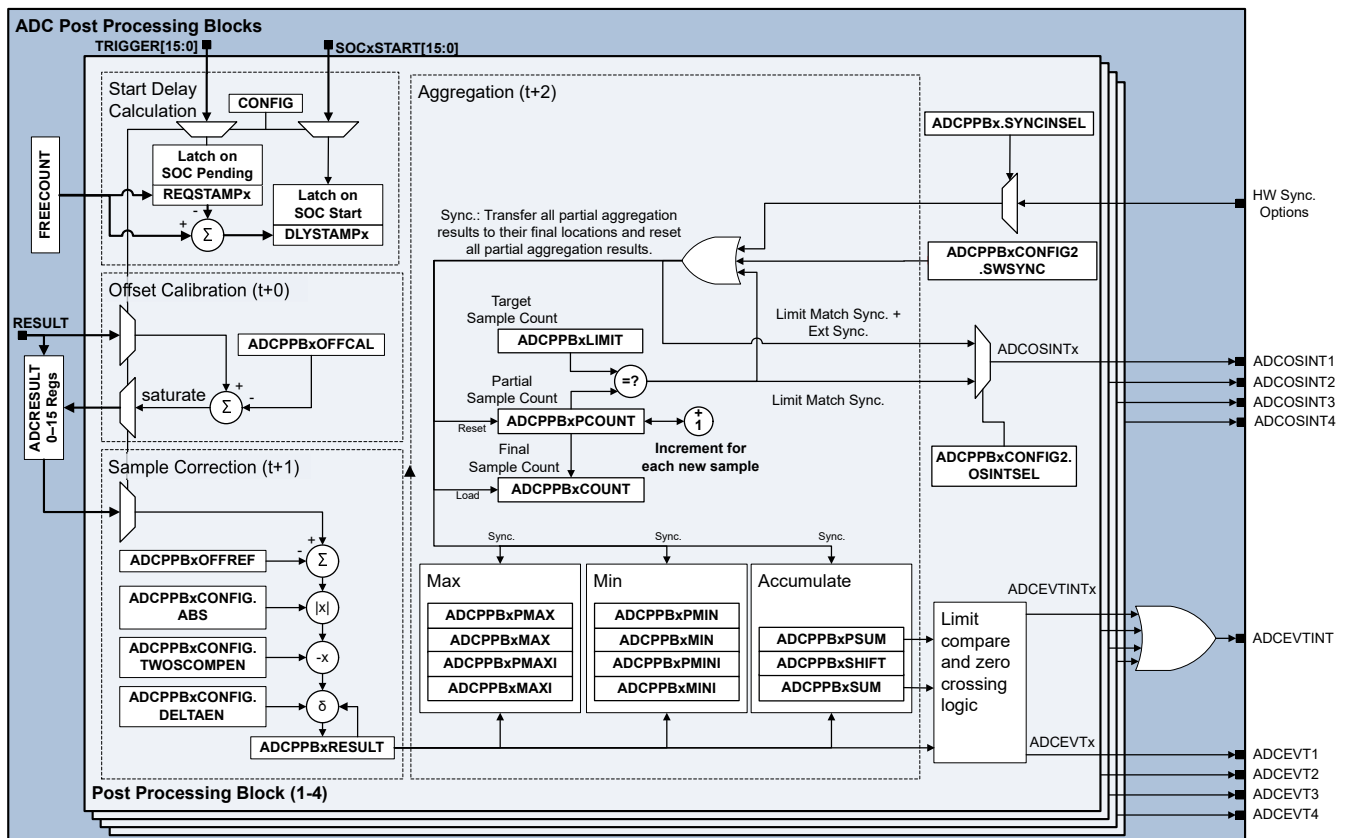 ADC Post Processing Blocks
TRIGGER[15:0]
SOCxSTART[15:0]
Start Delay
Calculation
CONFIG
Latch on
SOC Pending
REQSTAMPx
Latch on
SOC Start
DLYSTAMPx
FREECOUNT
-
+
Σ
Offset Calibration (t+0)
RESULT
ADCPPBxOFFCAL
ADCRESULT
0–15 Regs
saturate
+
-
Σ
Sample Correction (t+1)
+
-
ADCPPBxOFFREF
Σ
ADCPPBxCONFIG.
ABS
|x|
ADCPPBxCONFIG.
TWOSCOMPEN
-x
ADCPPBxCONFIG.
DELTAEN
δ
ADCPPBxRESULT
Post Processing Block (1-4)
Aggregation (t+2)
Sync.: Transfer all partial aggregation
results to their final locations and reset
all partial aggregation results.
Target
Sample Count
ADCPPBxLIMIT
=?
Partial
Sample Count
Reset
ADCPPBxPCOUNT
+
1
Increment for
each new sample
Final
Sample Count
Load
ADCPPBxCOUNT
Limit Match Sync. +
Ext Sync.
Limit Match Sync.
ADCPPBx.SYNCINSEL
ADCPPBxCONFIG2
.SWSYNC
ADCOSINTx
ADCPPBxCONFIG2.
OSINTSEL
Sync.
Sync.
Sync.
Max
ADCPPBxPMAX
ADCPPBxMAX
ADCPPBxPMAXI
ADCPPBxMAXI
Min
ADCPPBxPMIN
ADCPPBxMIN
ADCPPBxPMINI
ADCPPBxMINI
Accumulate
ADCPPBxPSUM
ADCPPBxSHIFT
ADCPPBxSUM
Limit
compare
and zero
crossing
logic
ADCEVTINTx
ADCEVTx
HW Sync.
Options
ADCOSINT1
ADCOSINT2
ADCOSINT3
ADCOSINT4
ADCEVTINT
ADCEVT1
ADCEVT2
ADCEVT3
ADCEVT4